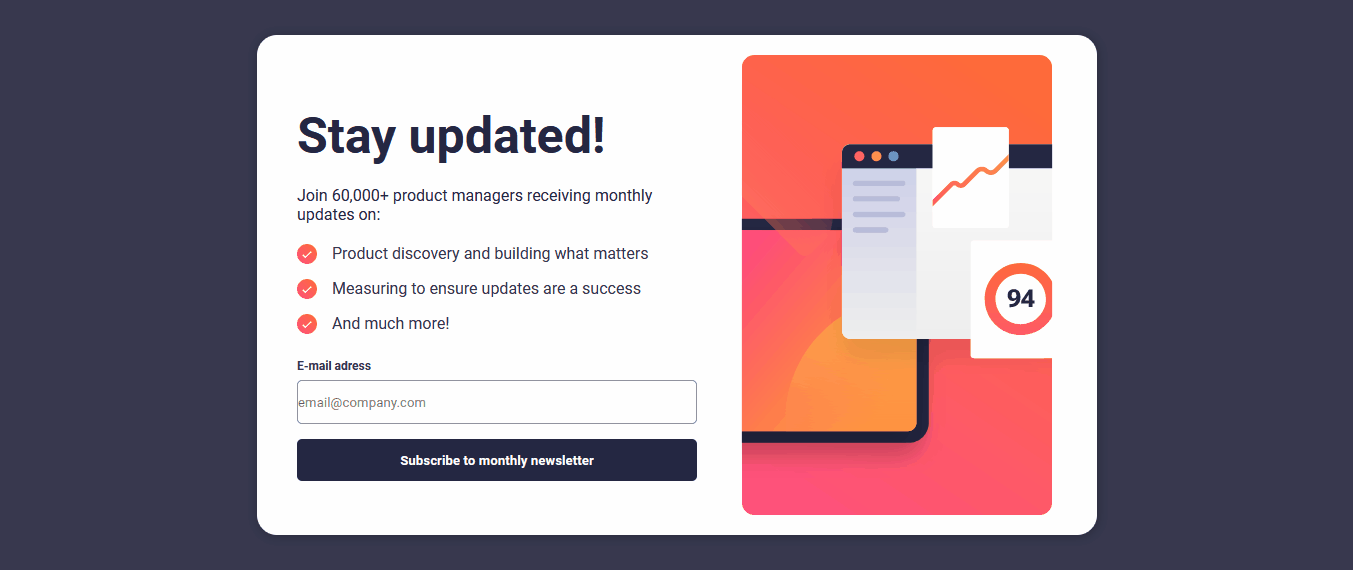 Stay updated!
Join 60,000+ product managers receiving monthly
updates on:
Product discovery and building what matters
Measuring to ensure updates are a success
And much more!
E-mail adress
email@company.com
Subscribe to monthly newsletter
94